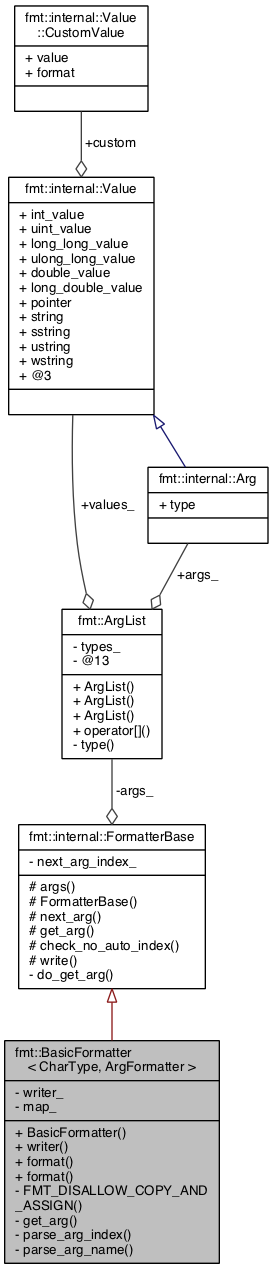 fmt::internal::Value
::CustomValue
+ value
+ format
+custom
fmt::internal::Value
+ int_value
+ uint_value
+ long_long_value
+ ulong_long_value
+ double_value
+ long_double_value
+ pointer
+ string
+ sstring
+ ustring
+ wstring
+ @3
fmt::internal::Arg
+ type
+values_
+args_
fmt::ArgList
- types_
- @13
+ ArgList()
+ ArgList()
+ ArgList()
+ operator[]()
- type()
-args_
fmt::internal::FormatterBase
- next_arg_index_
# args()
# FormatterBase()
# next_arg()
# get_arg()
# check_no_auto_index()
# write()
- do_get_arg()
fmt::BasicFormatter
< CharType, ArgFormatter >
- writer_
- map_
+ BasicFormatter()
+ writer()
+ format()
+ format()
- FMT_DISALLOW_COPY_AND
_ASSIGN()
- get_arg()
- parse_arg_index()
- parse_arg_name()